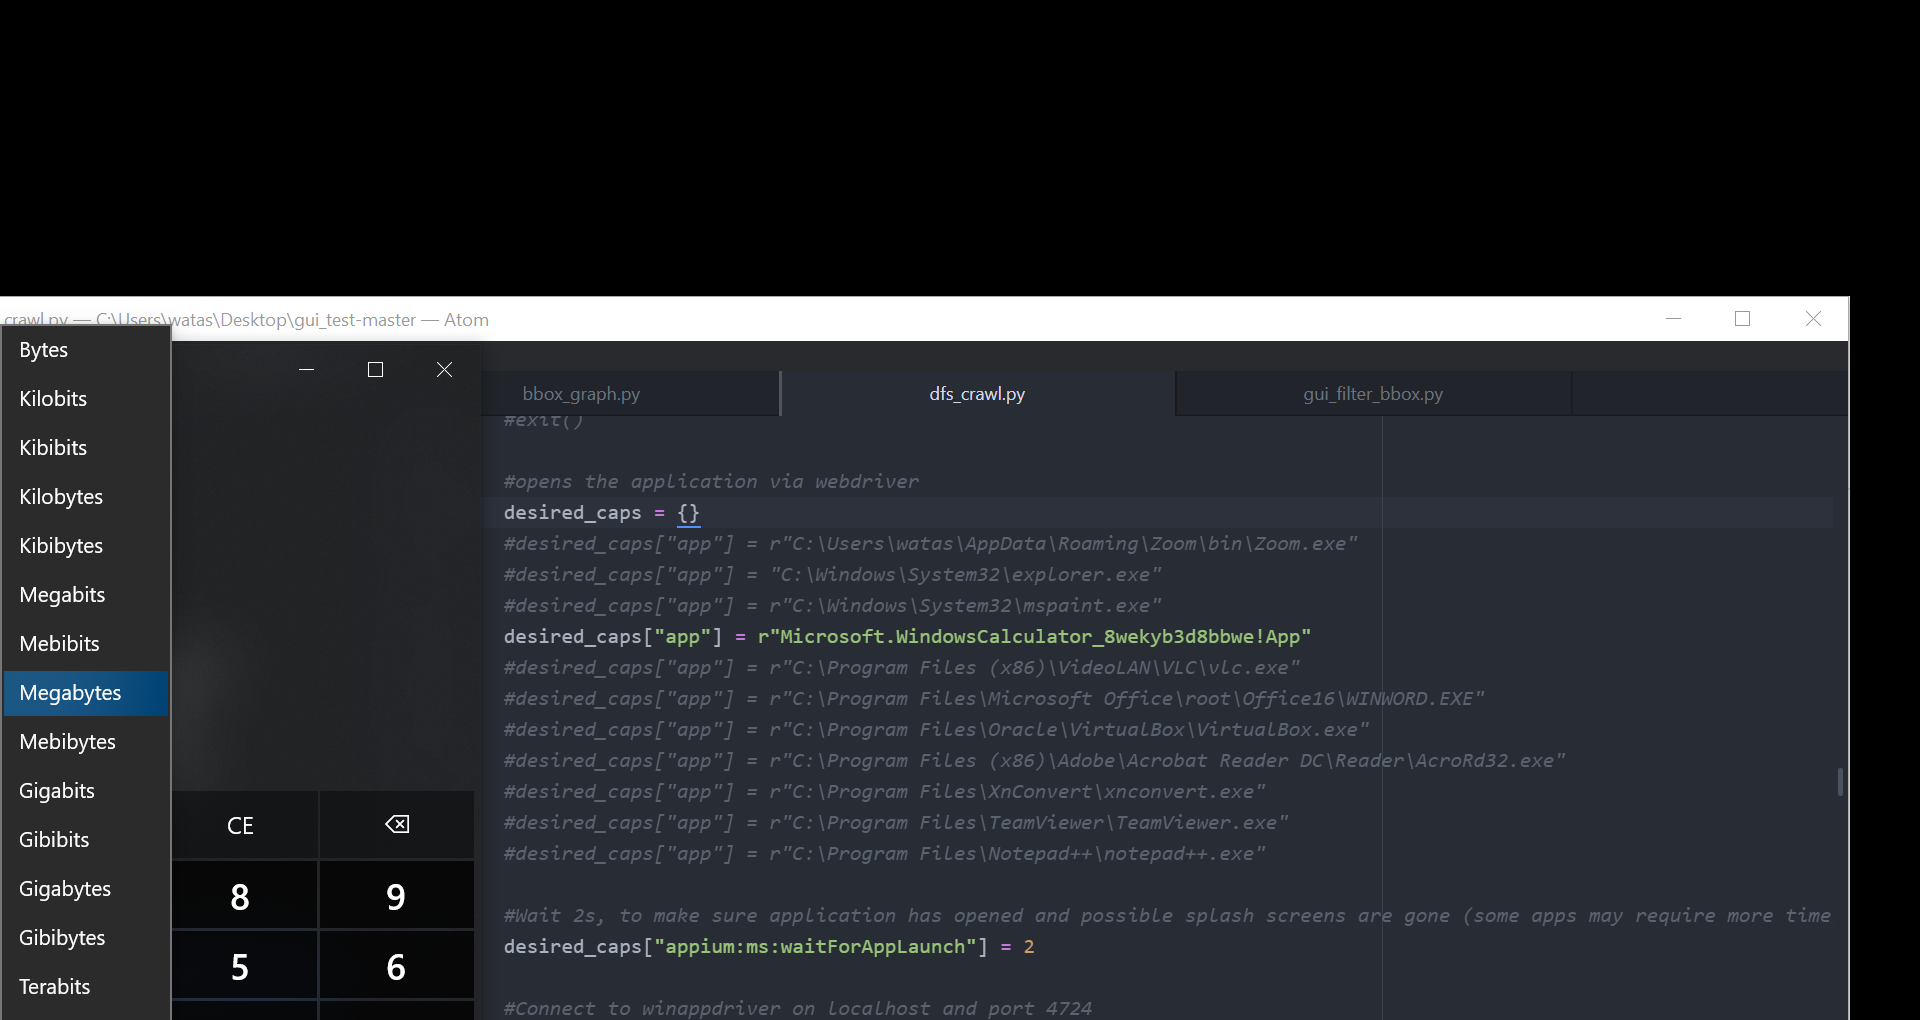 crawl.py — C:\Users\watas\Desktop\gui_test-master — Atom
Bytes
Kilobits
Kibibits
Kilobytes
Kibibytes
Megabits
Mebibits
Megabytes
Mebibytes
Gigabits
Gibibits
Gigabytes
Gibibytes
Terabits
CE
8
9
5
6
bbox_graph.py
dfs_crawl.py
gui_filter_bbox.py
#exit()
#opens the application via webdriver
desired_caps = {}
#desired_caps["app"] = r"C:\Users\watas\AppData\Roaming\Zoom\bin\Zoom.exe"
#desired_caps["app"] = "C:\Windows\System32\explorer.exe"
#desired_caps["app"] = r"C:\Windows\System32\mspaint.exe"
desired_caps["app"] = r"Microsoft.WindowsCalculator_8wekyb3d8bbwe!App"
#desired_caps["app"] = r"C:\Program Files (x86)\VideoLAN\VLC\vlc.exe"
#desired_caps["app"] = r"C:\Program Files\Microsoft Office\root\Office16\WINWORD.EXE"
#desired_caps["app"] = r"C:\Program Files\Oracle\VirtualBox\VirtualBox.exe"
#desired_caps["app"] = r"C:\Program Files (x86)\Adobe\Acrobat Reader DC\Reader\AcroRd32.exe"
#desired_caps["app"] = r"C:\Program Files\XnConvert\xnconvert.exe"
#desired_caps["app"] = r"C:\Program Files\TeamViewer\TeamViewer.exe"
#desired_caps["app"] = r"C:\Program Files\Notepad++\notepad++.exe"
#Wait 2s, to make sure application has opened and possible splash screens are gone (some apps may require more time
desired_caps["appium:ms:waitForAppLaunch"] = 2
#Connect to winappdriver on localhost and port 4724